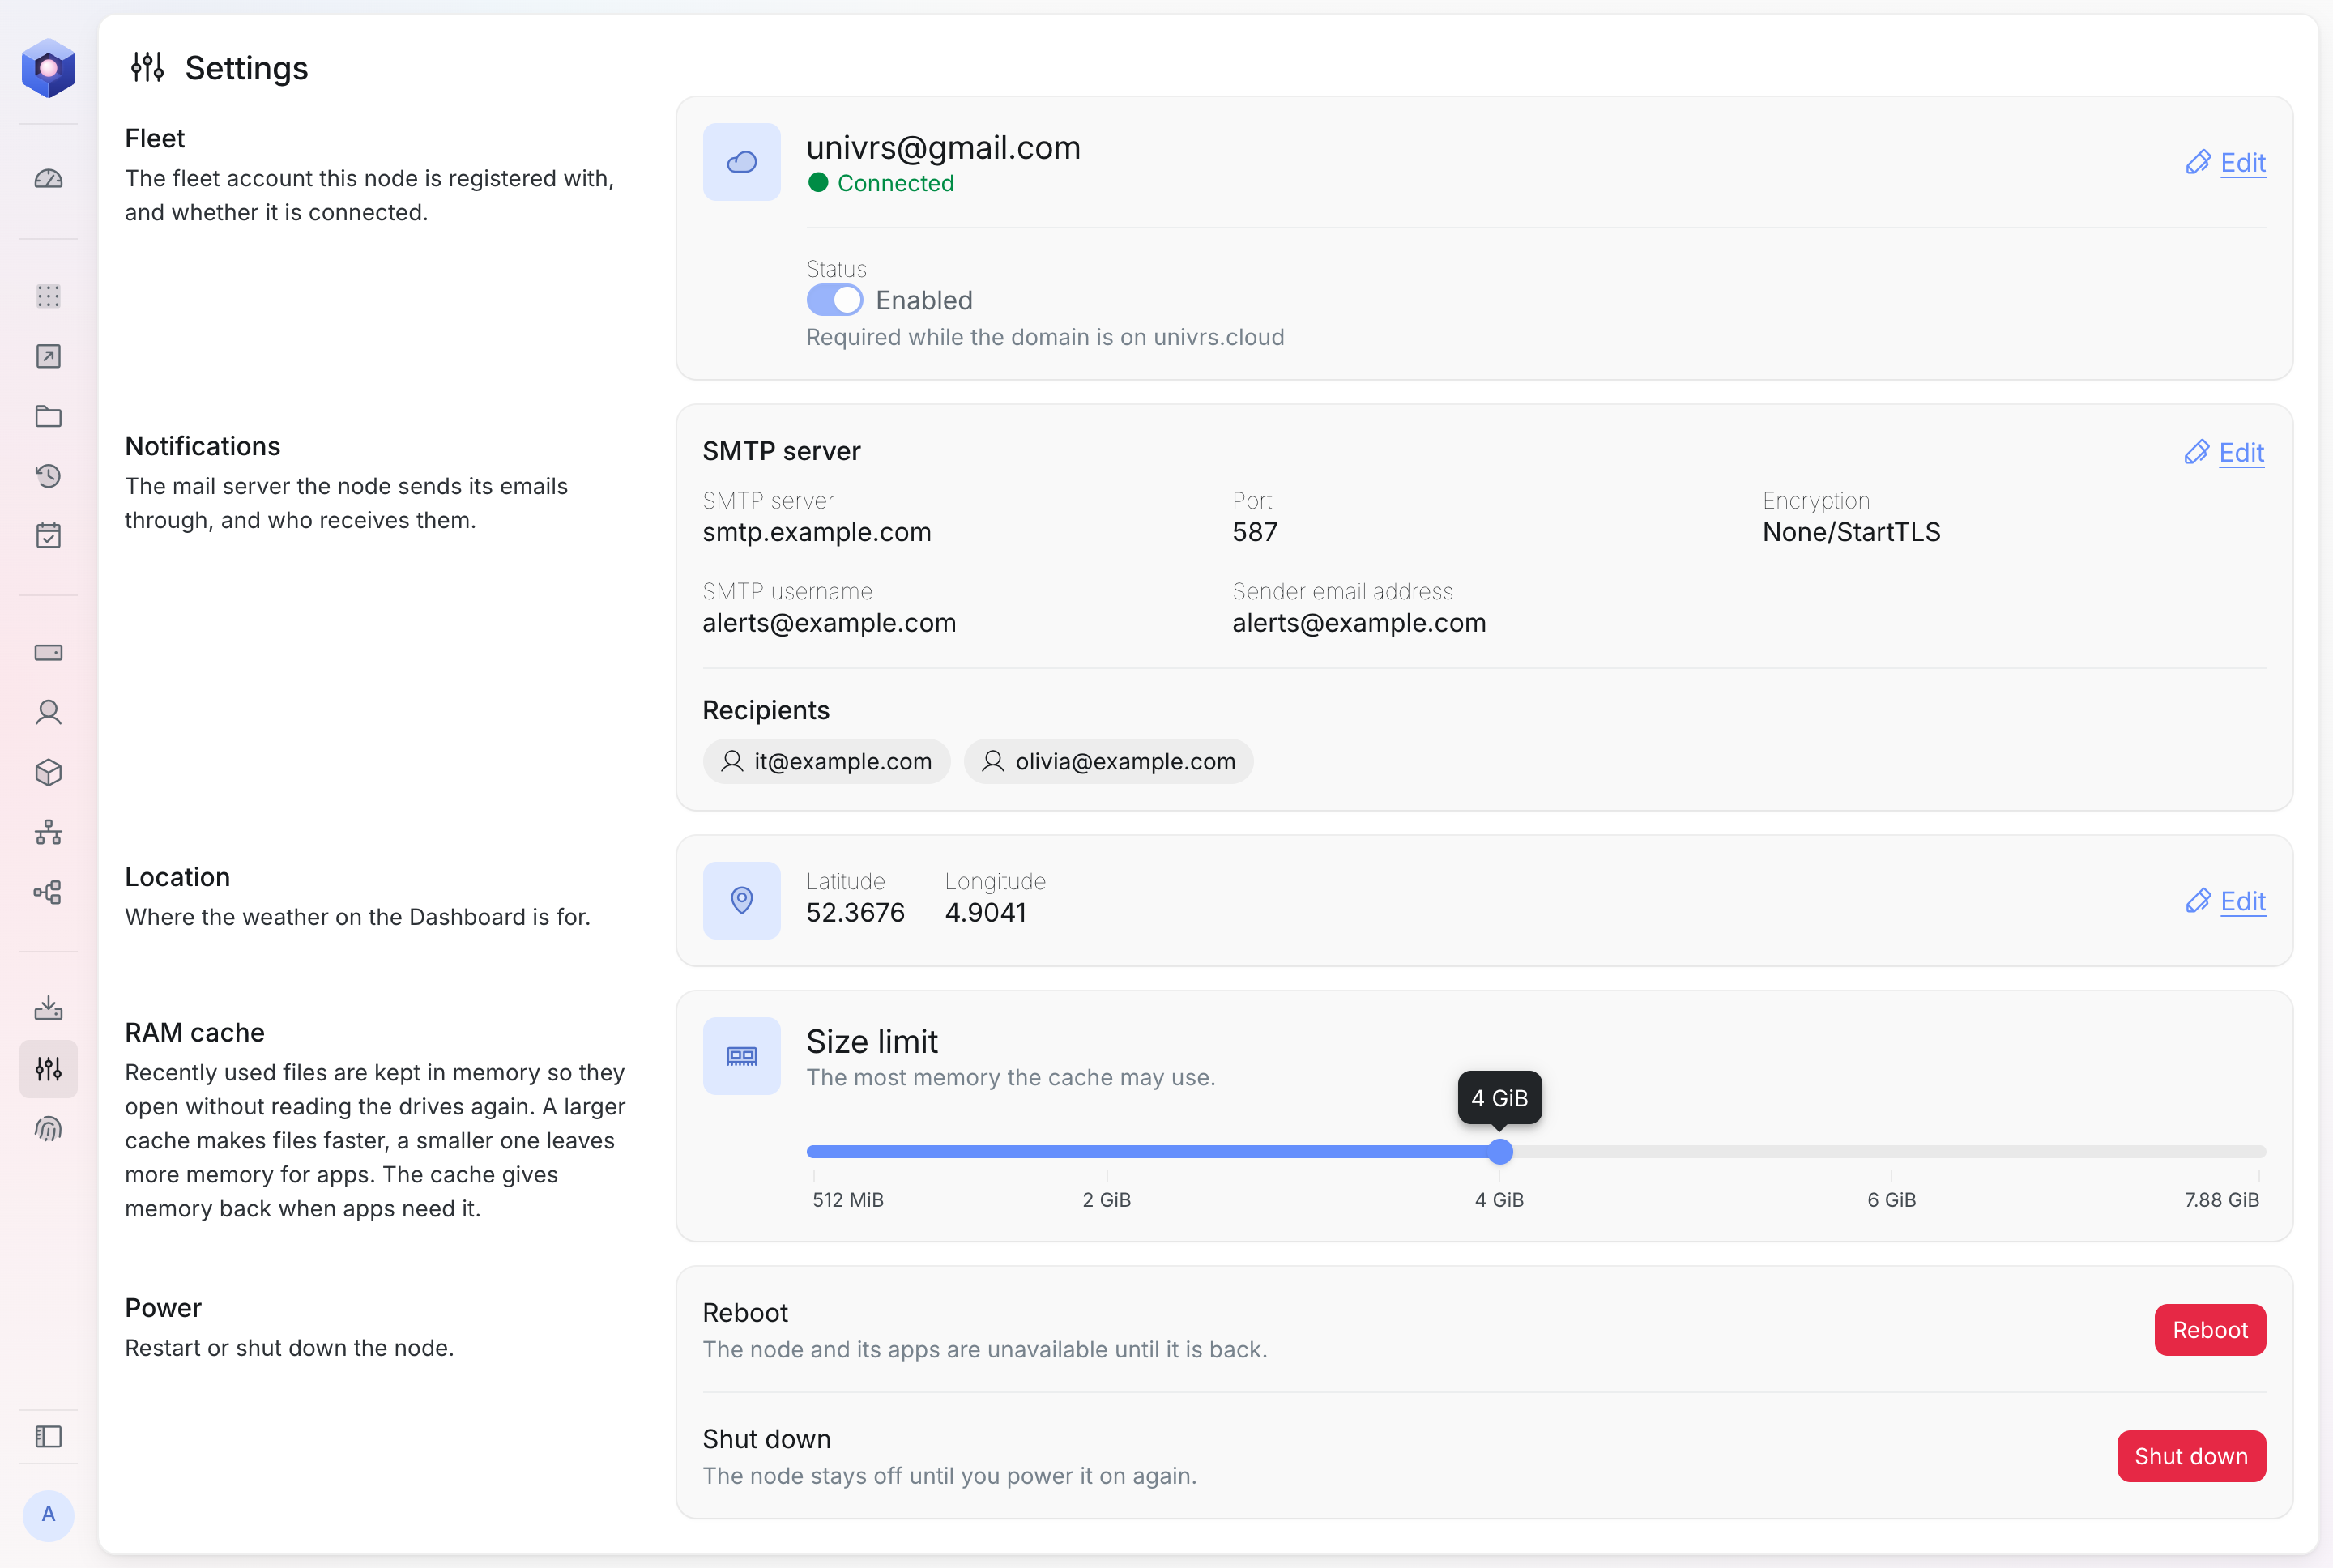 Settings
Fleet
The fleet account this node is registered with,
and whether it is connected.
univrs@gmail.com
Connected
Edit
Status
Enabled
Required while the domain is on univrs.cloud
Notifications
The mail server the node sends its emails
through, and who receives them.
SMTP server
Edit
SMTP server
smtp.example.com
Port
587
Encryption
None/StartTLS
SMTP username
alerts@example.com
Sender email address
alerts@example.com
Recipients
it@example.com
olivia@example.com
Location
Where the weather on the Dashboard is for.
Latitude
52.3676
Longitude
4.9041
Edit
RAM cache
Recently used files are kept in memory so they
open without reading the drives again. A larger
cache makes files faster, a smaller one leaves
more memory for apps. The cache gives
memory back when apps need it.
Size limit
The most memory the cache may use.
4 GiB
512 MiB
2 GiB
4 GiB
6 GiB
7.88 GiB
Power
Restart or shut down the node.
Reboot
The node and its apps are unavailable until it is back.
Reboot
Shut down
The node stays off until you power it on again.
Shut down
A